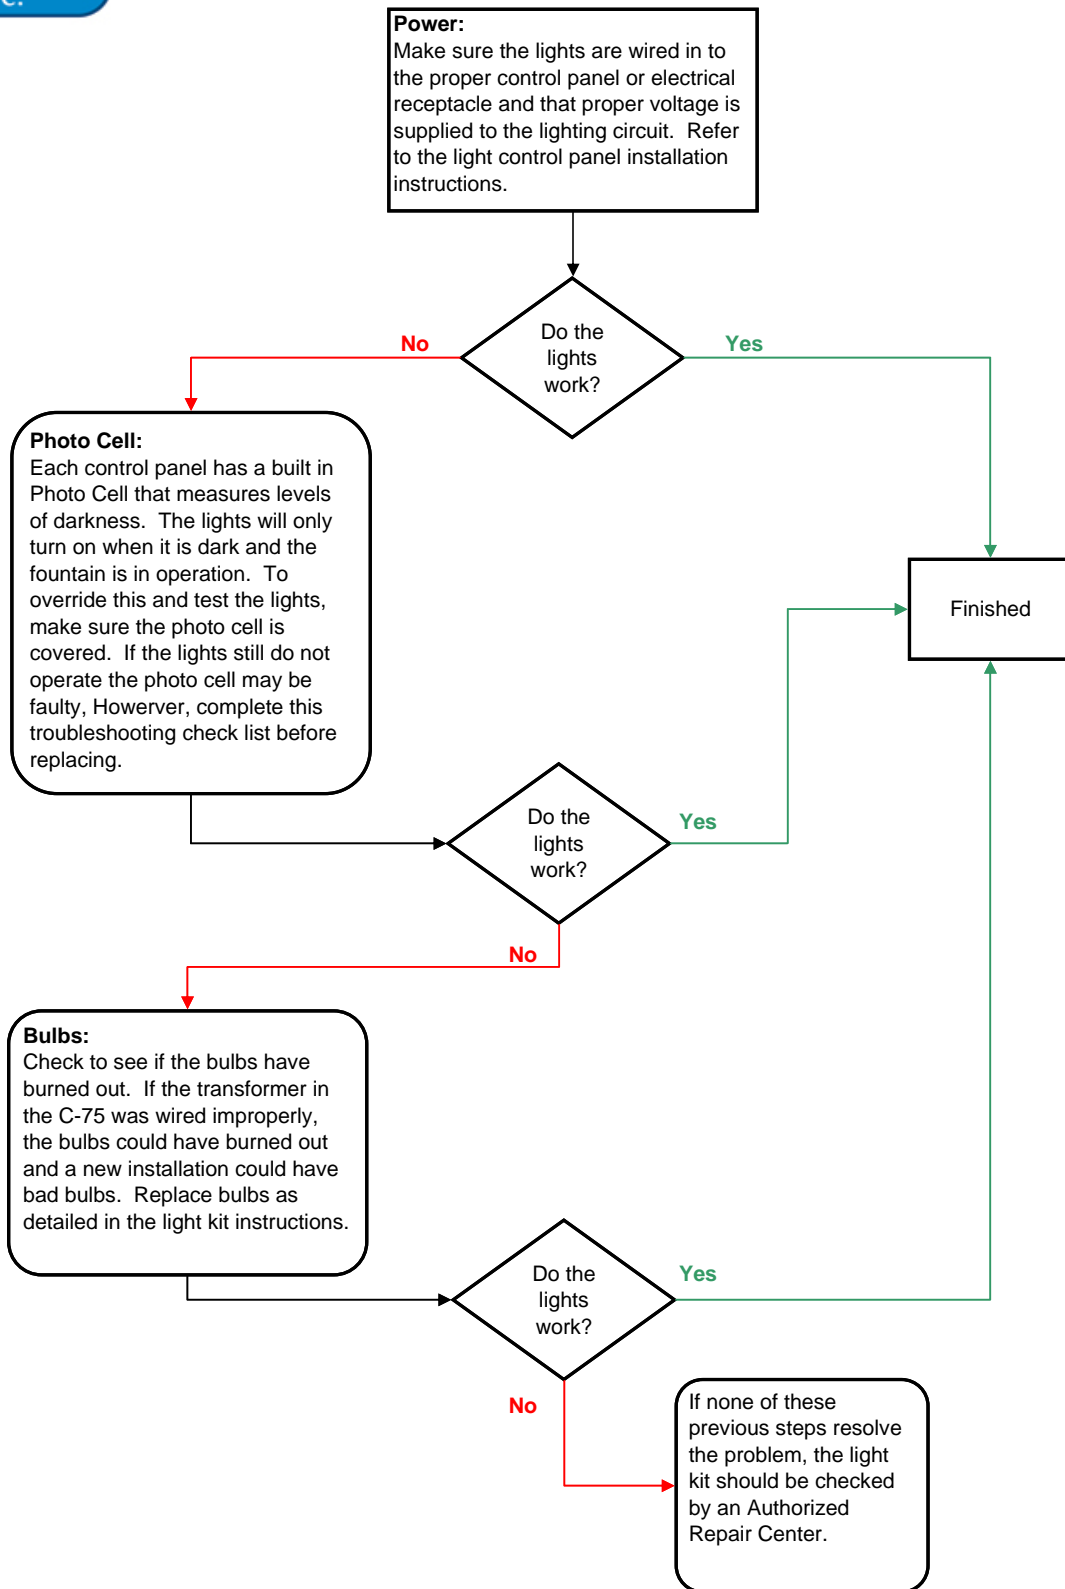 Power:
Make sure the lights are wired in to
the proper control panel or electrical
receptacle and that proper voltage is
supplied to the lighting circuit.  Refer
to the light control panel installation
instructions.
Do the
lights
work?
No
Yes
Photo Cell:
Each control panel has a built in
Photo Cell that measures levels
of darkness.  The lights will only
turn on when it is dark and the
fountain is in operation.  To
override this and test the lights,
make sure the photo cell is
covered.  If the lights still do not
operate the photo cell may be
faulty, Howerver, complete this
troubleshooting check list before
replacing.
Finished
Do the
lights
work?
Yes
No
Bulbs:
Check to see if the bulbs have
burned out.  If the transformer in
the C-75 was wired improperly,
the bulbs could have burned out
and a new installation could have
bad bulbs.  Replace bulbs as
detailed in the light kit instructions.
Do the
lights
work?
Yes
No
If none of these
previous steps resolve
the problem, the light
kit should be checked
by an Authorized
Repair Center.